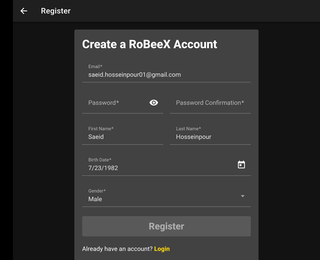 Register
Create a RoBeeX Account
Email*
saeid.hosseinpour01@gmail.com
Password*
Password Confirmation*
First Name*
Last Name*
Saeid
Hosseinpour
Birth Date*
7/23/1982
Gender*
Male
Register
Already have an account? Login